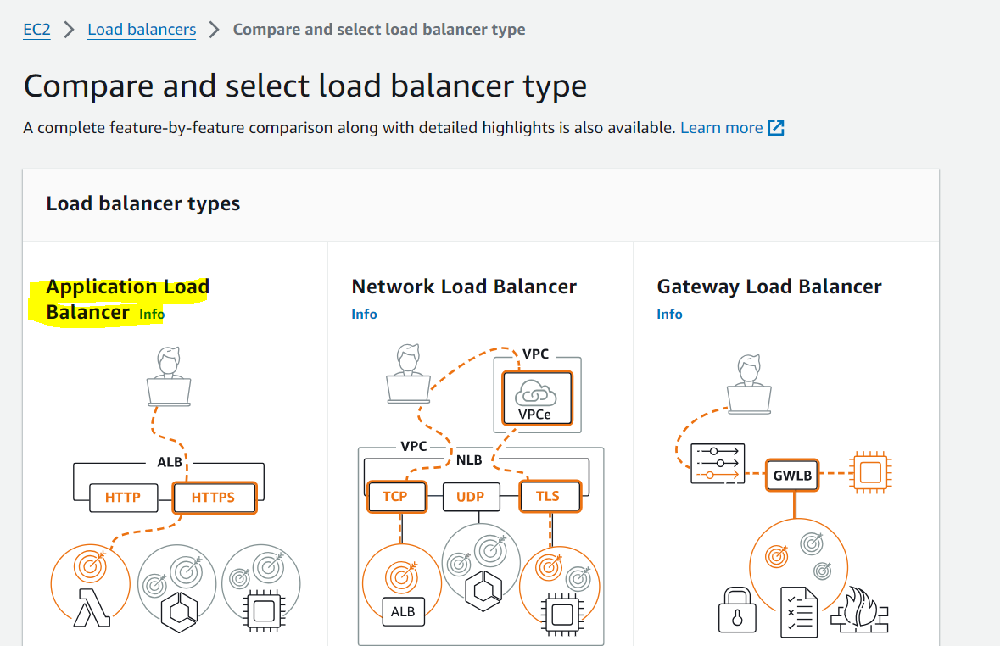 EC2 > Load balancers > Compare and select load balancer type
Compare and select load balancer type
A complete feature-by-feature comparison along with detailed highlights is also available. Learn more
Load balancer types
Application Load
Balancer Info
ALB
HTTP
HTTPS
Network Load Balancer
Info
VPC
VPCe
VPC
NLB
TCP
UDP
TLS
ALB
Gateway Load Balancer
Info
GWLB